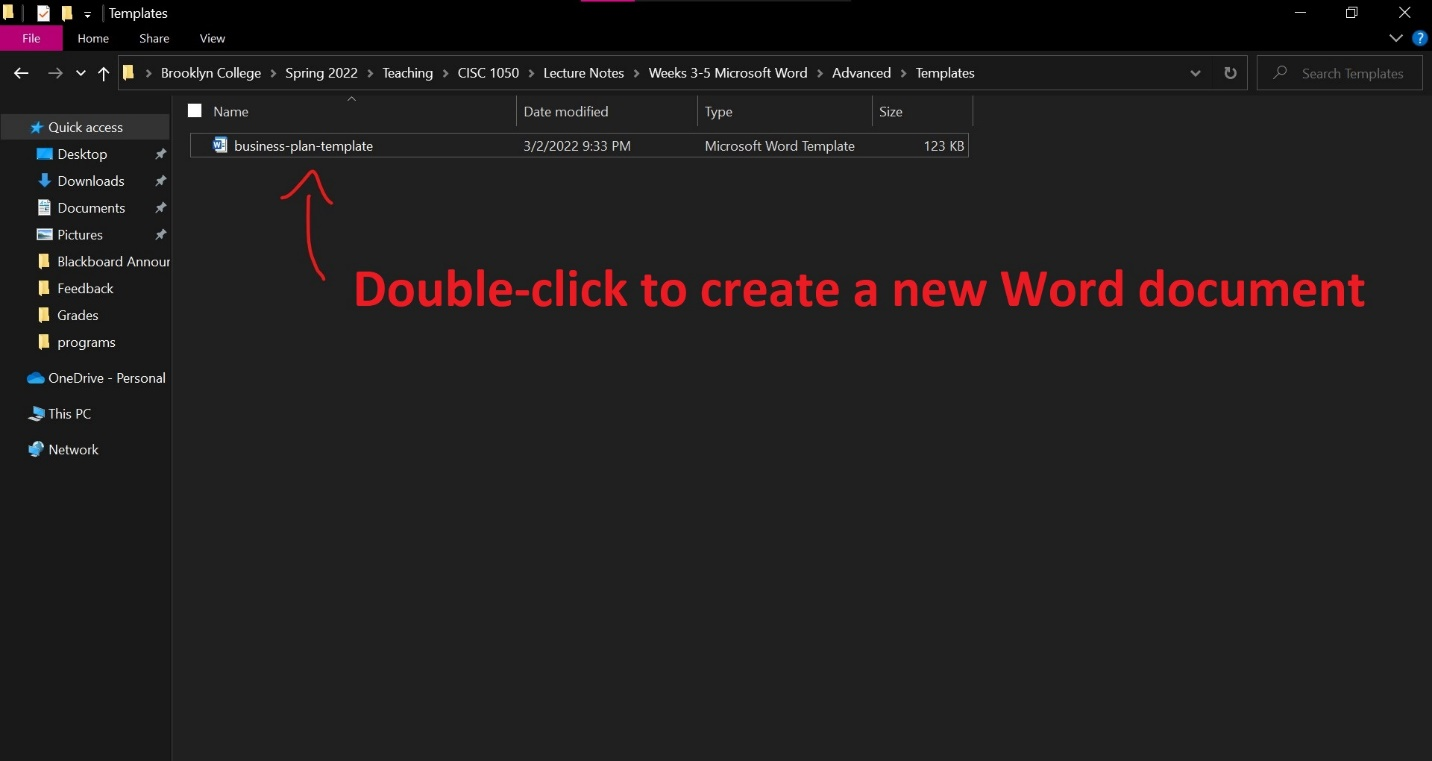 Templates
File Home Share View
Brooklyn College > Spring 2022 > Teaching > CISC 1050 > Lecture Notes > Weeks 3-5 Microsoft Word > Advanced > Templates
Search Templates
Name Date modified Type Size
business-plan-template 3/2/2022 9:33 PM Microsoft Word Template 123 KB
Quick access
Desktop
Downloads
Documents
Pictures
Blackboard Annour
Feedback
Grades
programs
OneDrive - Personal
This PC
Network
Double-click to create a new Word document